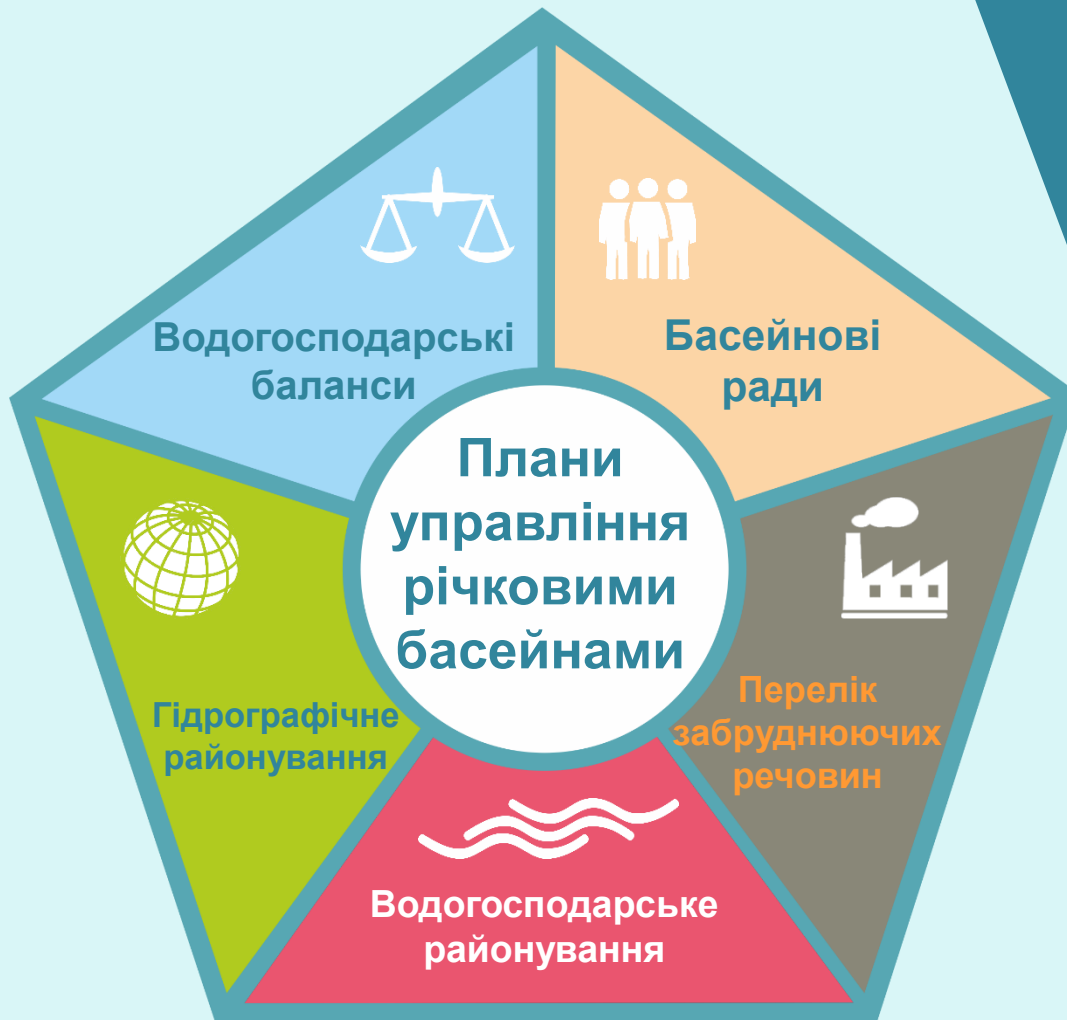 Водогосподарські
баланси
Басейнові
ради
Плани
управління
річковими
басейнами
Гідрографічне
районування
Перелік
забруднюючих
речовин
Водогосподарське
районування